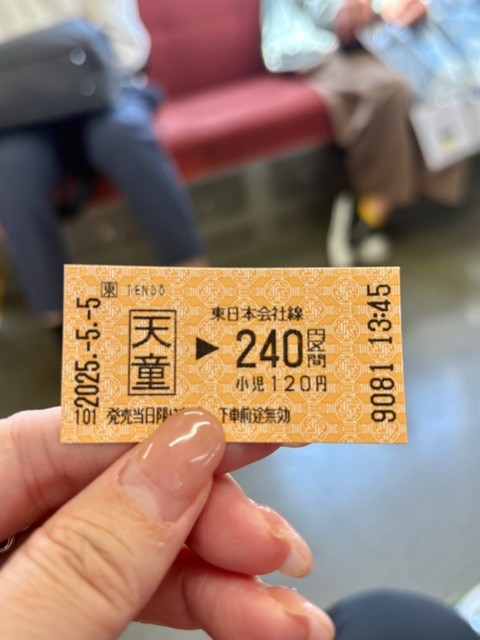 東 TENDO
2025.-5.-5
天童
▶
東日本会社線
240円区間
小児120円
101
発売当日限
下車前途無効
9081 13:45